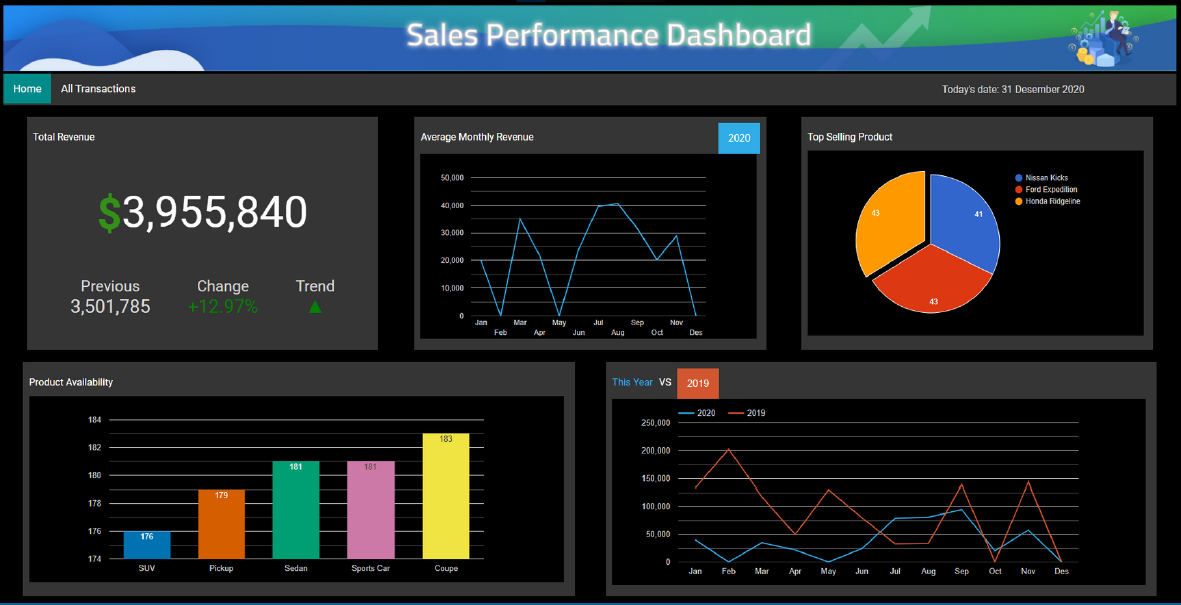 Sales Performance Dashboard
Home All Transactions Today's date: 31 Desember 2020
Total Revenue
$3,955,840
Previous Change Trend
3,501,785 +12.97%
Average Monthly Revenue 2020
50,000
40,000
30,000
20,000
10,000
0
Jan Mar May Jul Sep Nov
Feb Apr Jun Aug Oct Des
Top Selling Product
Nissan Kicks
Ford Expedition
Honda Ridgeline
43 41
43
Product Availability
184
182
180
178
176
174
176 179 181 181 183
SUV Pickup Sedan Sports Car Coupe
This Year VS 2019
2020 2019
250,000
200,000
150,000
100,000
50,000
0
Jan Feb Mar Apr May Jun Jul Aug Sep Oct Nov Des